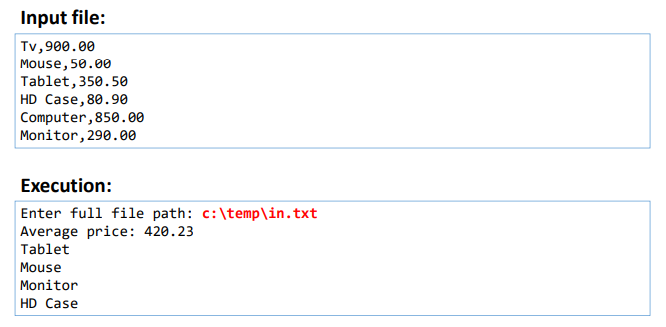 Input file:
Tv,900.00
Mouse,50.00
Tablet,350.50
HD Case,80.90
Computer,850.00
Monitor,290.00
Execution:
Enter full file path: c:\temp\in.txt
Average price: 420.23
Tablet
Mouse
Monitor
HD Case